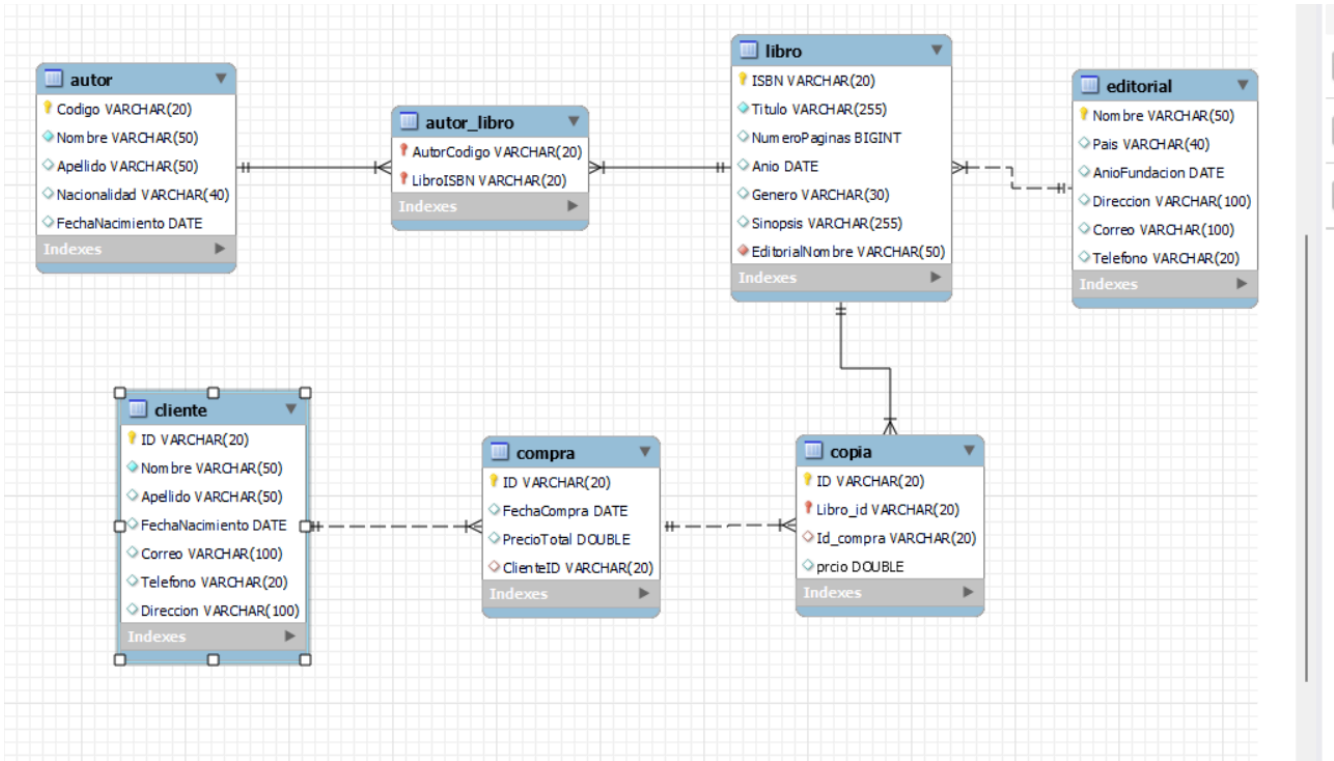 autor
Codigo VARCHAR(20)
Nombre VARCHAR(50)
Apellido VARCHAR(50)
Nacionalidad VARCHAR(40)
FechaNacimiento DATE
Indexes
autor_libro
AutorCodigo VARCHAR(20)
LibroISBN VARCHAR(20)
Indexes
libro
ISBN VARCHAR(20)
Titulo VARCHAR(255)
NumeroPaginas BIGINT
Anio DATE
Genero VARCHAR(30)
Sinopsis VARCHAR(255)
EditorialNombre VARCHAR(50)
Indexes
editorial
Nombre VARCHAR(50)
Pais VARCHAR(40)
AnioFundacion DATE
Direccion VARCHAR(100)
Correo VARCHAR(100)
Telefono VARCHAR(20)
Indexes
cliente
ID VARCHAR(20)
Nombre VARCHAR(50)
Apellido VARCHAR(50)
FechaNacimiento DATE
Correo VARCHAR(100)
Telefono VARCHAR(20)
Direccion VARCHAR(100)
Indexes
compra
ID VARCHAR(20)
FechaCompra DATE
PrecioTotal DOUBLE
ClienteID VARCHAR(20)
Indexes
copia
ID VARCHAR(20)
Libro_id VARCHAR(20)
Id_compra VARCHAR(20)
prcio DOUBLE
Indexes